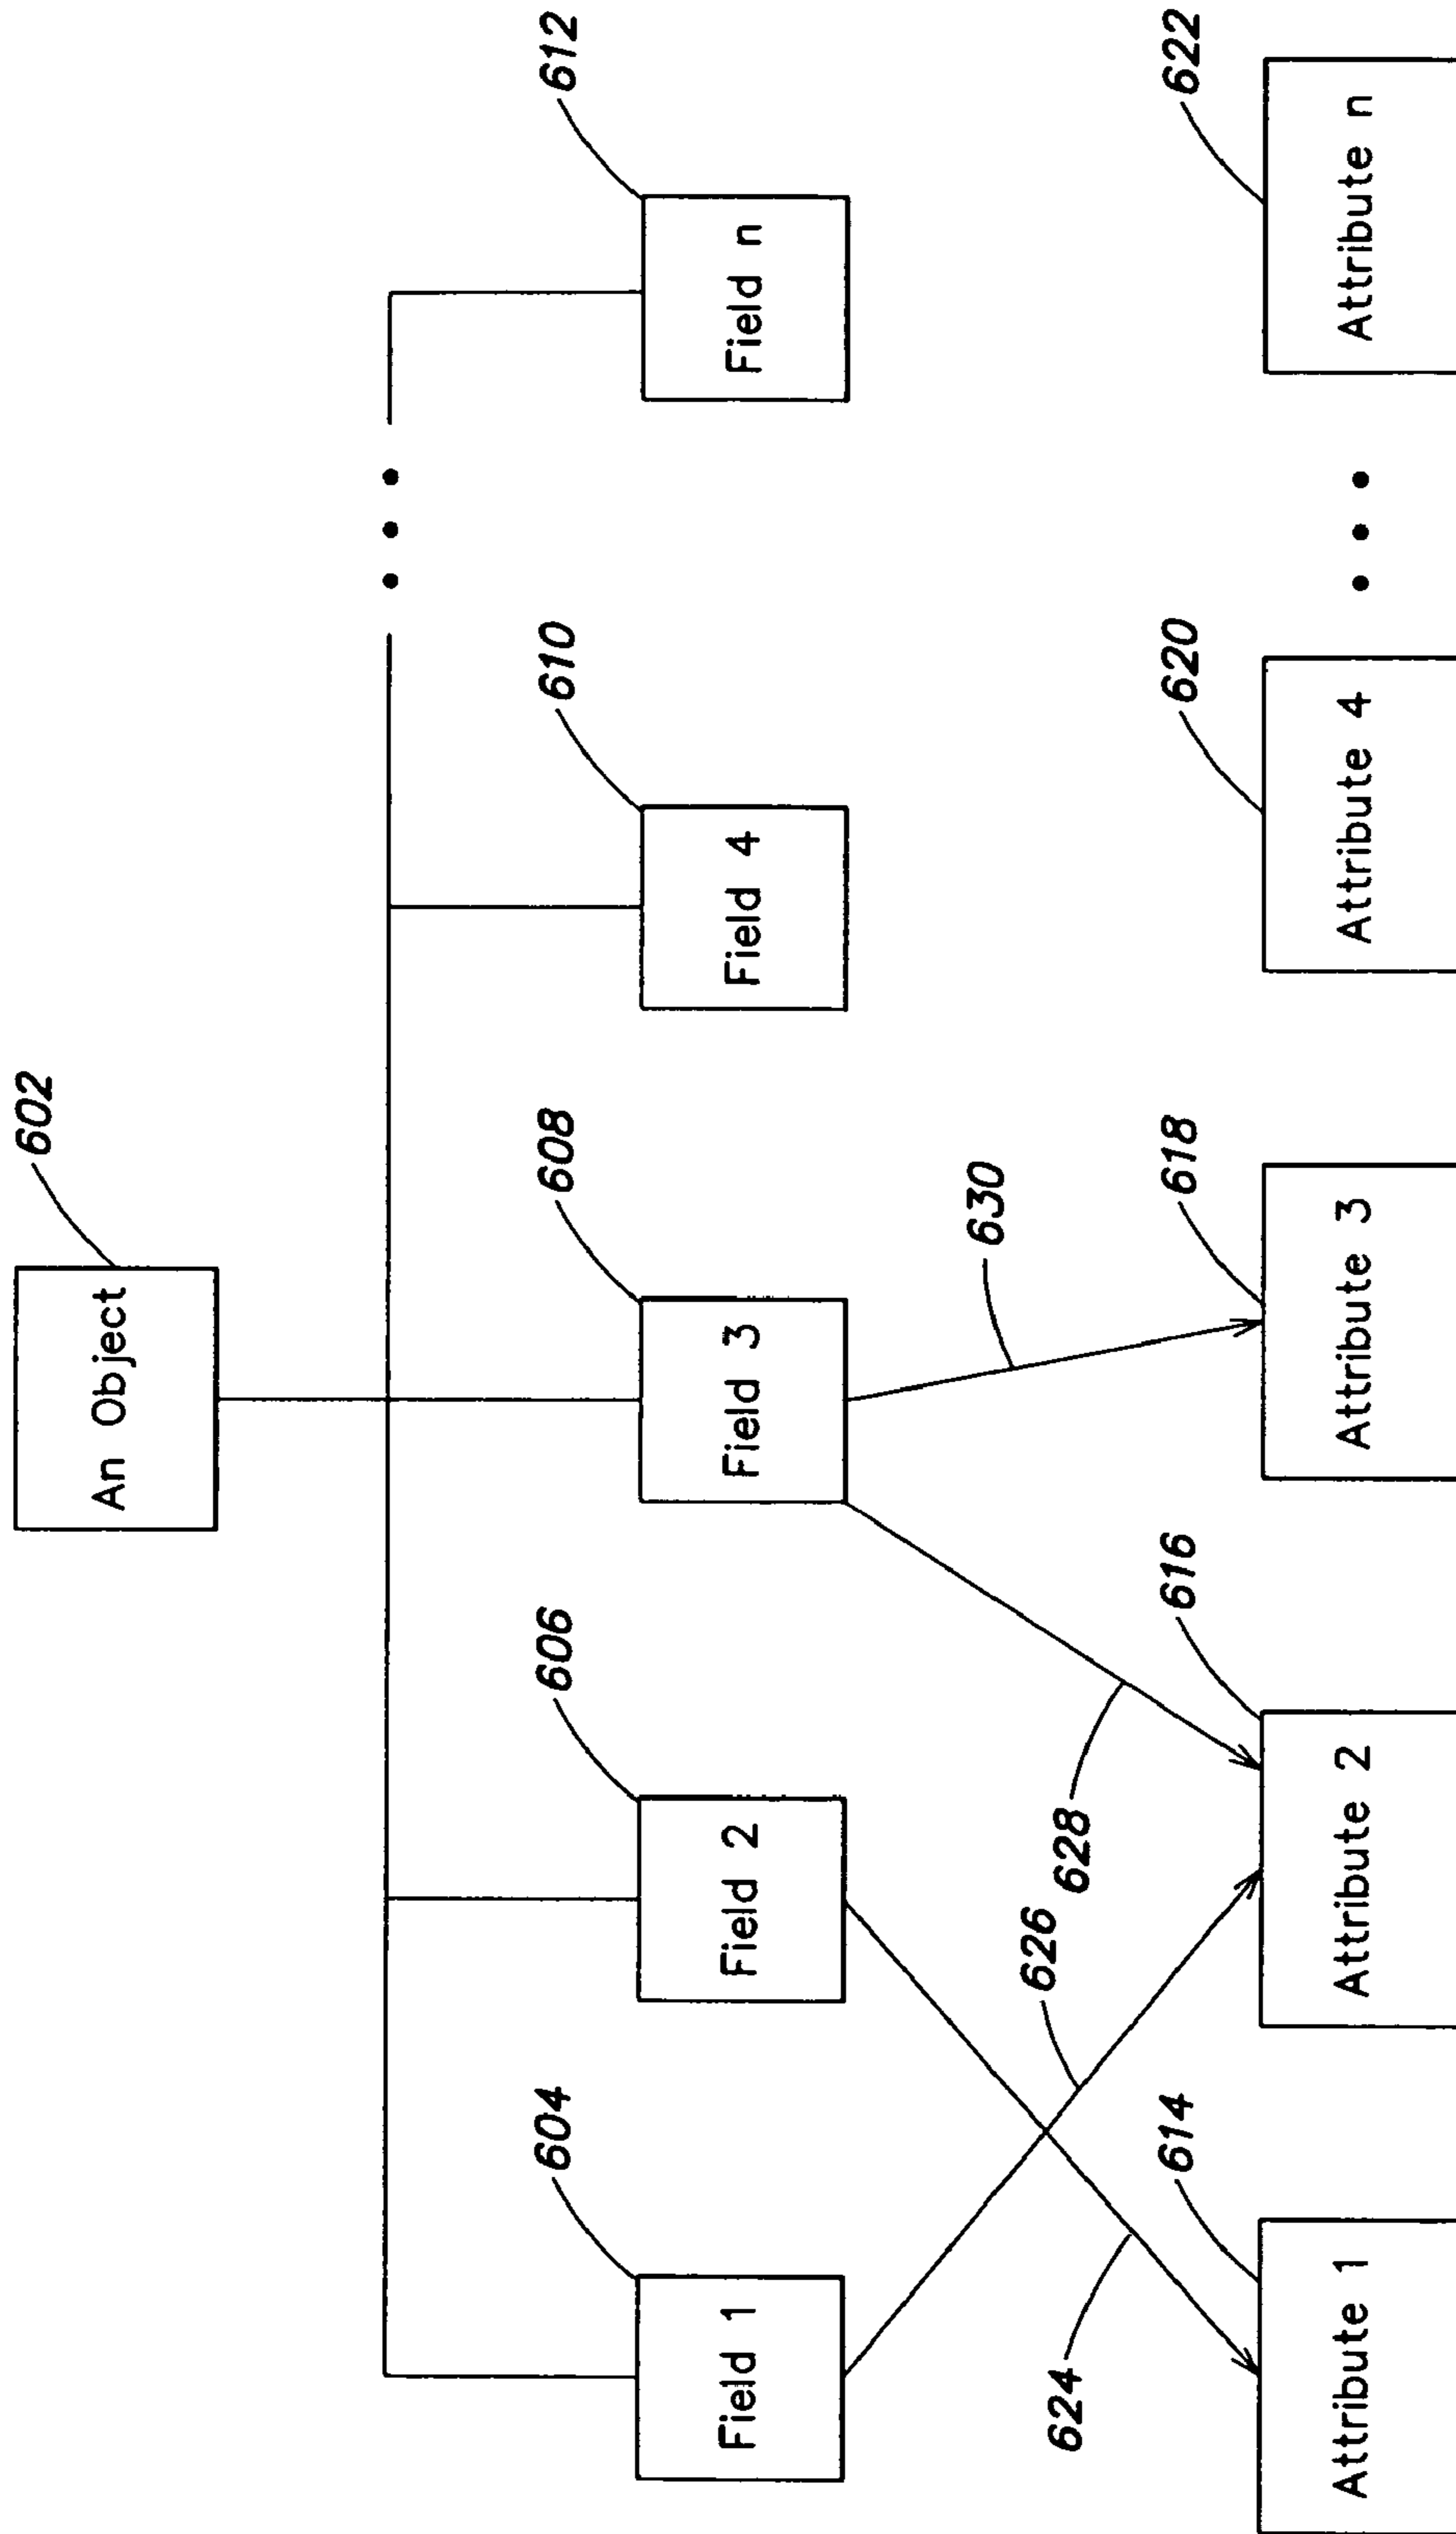 602
An Object
604
606
608
610
612
Field 1
Field 2
Field 3
Field 4
• • •
Field n
624
626
628
630
614
616
618
620
622
Attribute 1
Attribute 2
Attribute 3
Attribute 4
• • •
Attribute n